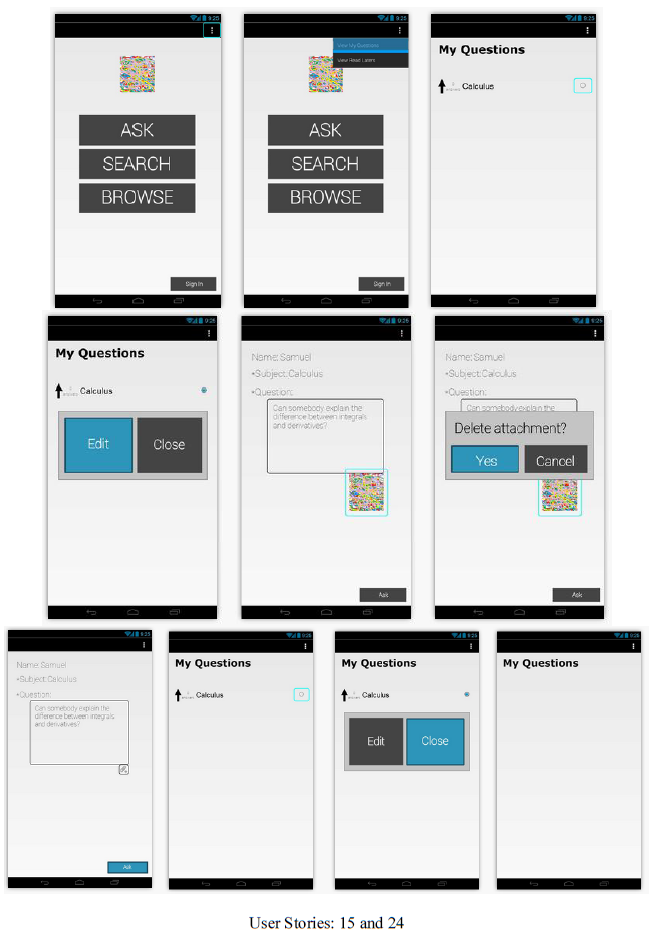 9:25
ASK
SEARCH
BROWSE
Sign In
9:25
View My Questions
View Read Laters
ASK
SEARCH
BROWSE
Sign In
9:25
My Questions
Calculus
9:25
My Questions
Calculus
Edit
Close
9:25
Name: Samuel
•Subject:Calculus
•Question:
Can somebody explain the
difference between integrals
and derivatives?
Ask
9:25
Name: Samuel
•Subject:Calculus
•Question:
Can somebody explain the
Delete attachment?
Yes
Cancel
Ask
9:25
Name: Samuel
•Subject:Calculus
•Question:
Can somebody explain the
difference between integrals
and derivatives?
Ask
9:25
My Questions
Calculus
9:25
My Questions
Calculus
Edit
Close
9:25
My Questions
User Stories: 15 and 24